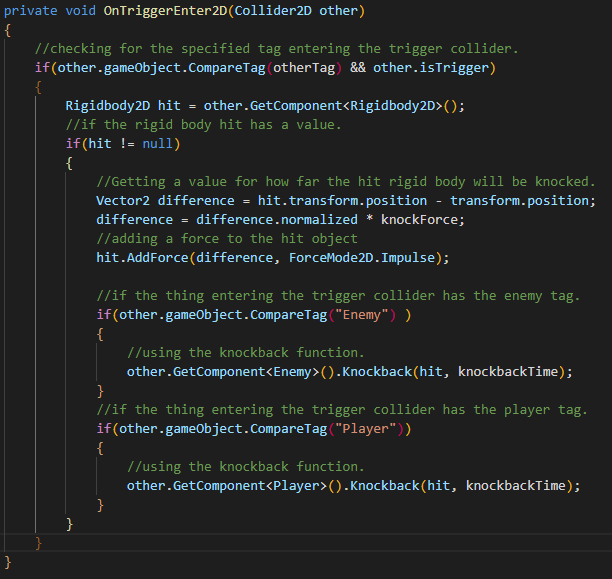 private void OnTriggerEnter2D(Collider2D other)
{
//checking for the specified tag entering the trigger collider.
if(other.gameObject.CompareTag(otherTag) && other.isTrigger)
{
Rigidbody2D hit = other.GetComponent<Rigidbody2D>();
//if the rigid body hit has a value.
if(hit != null)
{
//Getting a value for how far the hit rigid body will be knocked.
Vector2 difference = hit.transform.position - transform.position;
difference = difference.normalized * knockForce;
//adding a force to the hit object
hit.AddForce(difference, ForceMode2D.Impulse);
//if the thing entering the trigger collider has the enemy tag.
if(other.gameObject.CompareTag("Enemy") )
{
//using the knockback function.
other.GetComponent<Enemy>().Knockback(hit, knockbackTime);
}
//if the thing entering the trigger collider has the player tag.
if(other.gameObject.CompareTag("Player"))
{
//using the knockback function.
other.GetComponent<Player>().Knockback(hit, knockbackTime);
}
}
}
}